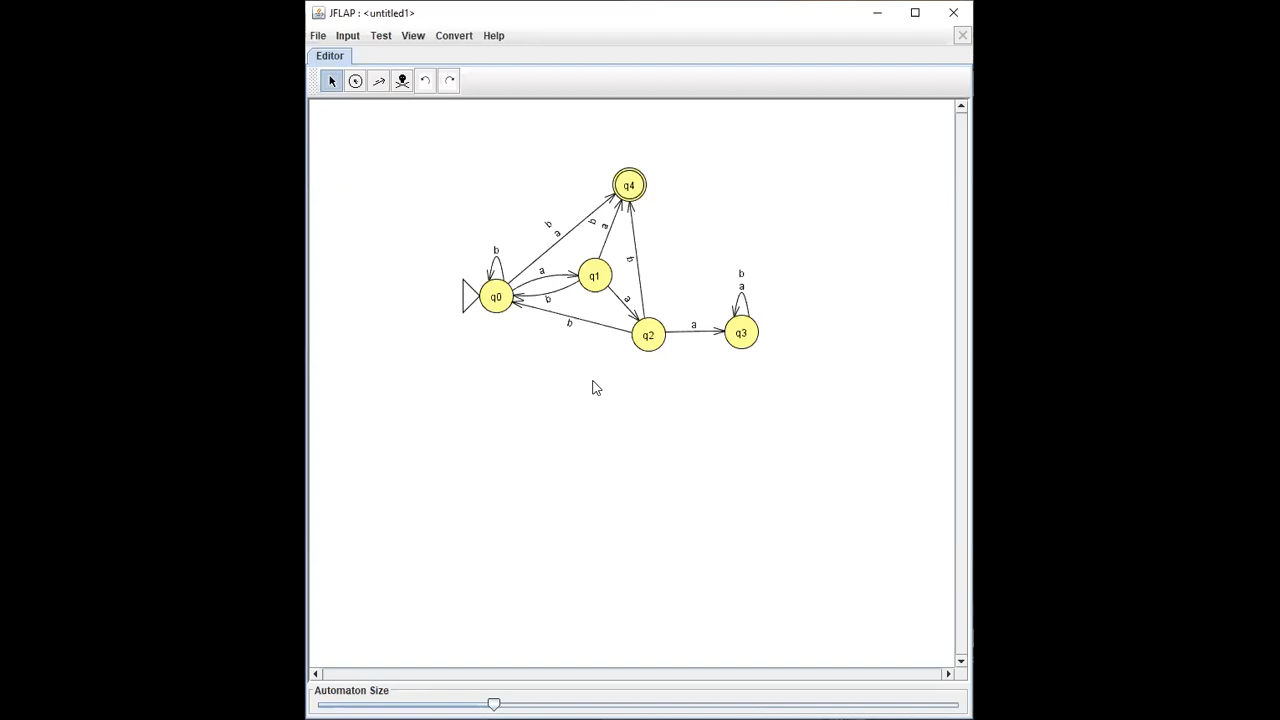 JFLAP : <untitled1>
File Input Test View Convert Help
Editor
q4
b
a
b
a
b
b
a
q1
q0
b
a
b
q2
a
q3
b
a
Automaton Size